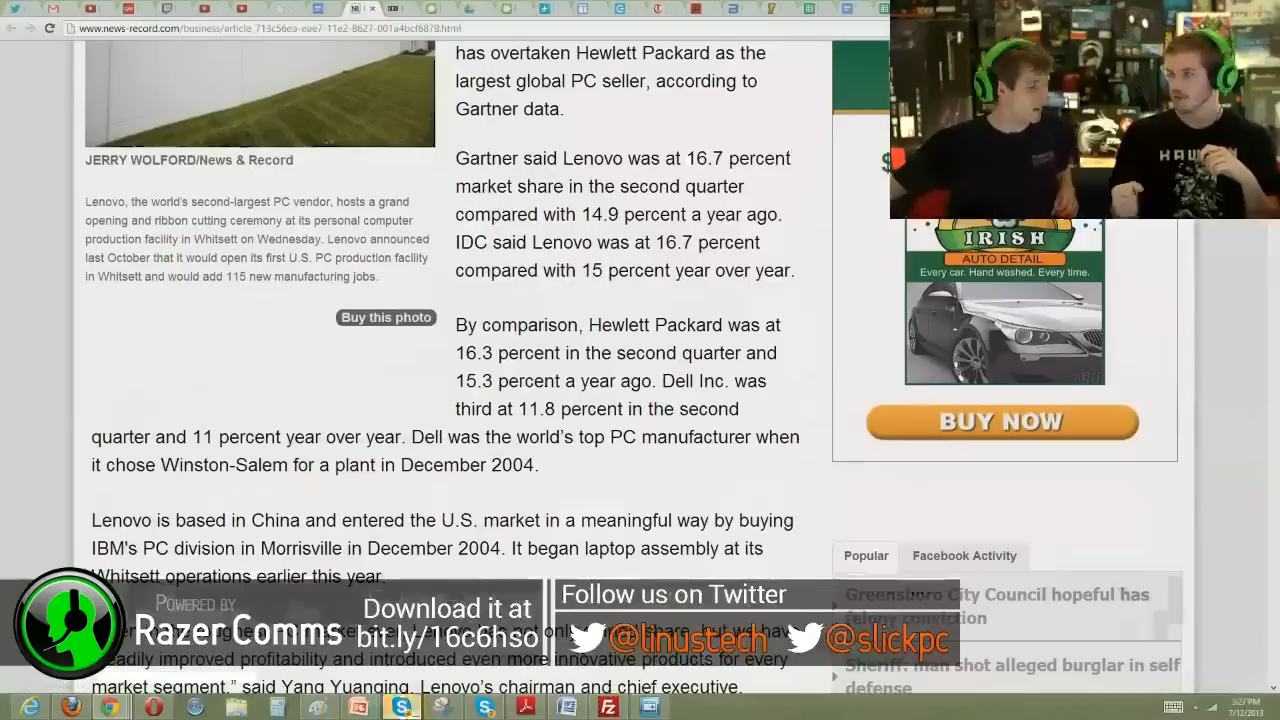 www.news-record.com/business/article_713c56ea-eae7-11e2-8627-001a4bcf6878.html
has overtaken Hewlett Packard as the
largest global PC seller, according to
Gartner data.
JERRY WOLFORD/News & Record
Lenovo, the world's second-largest PC vendor, hosts a grand
opening and ribbon cutting ceremony at its personal computer
production facility in Whitsett on Wednesday. Lenovo announced
last October that it would open its first U.S. PC production facility
in Whitsett and would add 115 new manufacturing jobs.
Buy this photo
Gartner said Lenovo was at 16.7 percent
market share in the second quarter
compared with 14.9 percent a year ago.
IDC said Lenovo was at 16.7 percent
compared with 15 percent year over year.
By comparison, Hewlett Packard was at
16.3 percent in the second quarter and
15.3 percent a year ago. Dell Inc. was
third at 11.8 percent in the second
quarter and 11 percent year over year. Dell was the world's top PC manufacturer when
it chose Winston-Salem for a plant in December 2004.
Lenovo is based in China and entered the U.S. market in a meaningful way by buying
IBM's PC division in Morrisville in December 2004. It began laptop assembly at its
Whitsett operations earlier this year.
steadily improved profitability and introduced even more innovative products for every
market segment," said Yang Yuanqing, Lenovo's chairman and chief executive.
IRISH
AUTO DETAIL
Every car. Hand washed. Every time.
BUY NOW
Popular
Facebook Activity
Greensboro City Council hopeful has
felony conviction
Sheriff: man shot alleged burglar in self
defense
POWERED BY
Razer Comms
Download it at
bit.ly/16c6hso
Follow us on Twitter
@linustech
@slickpc
5:27 PM
7/12/2013